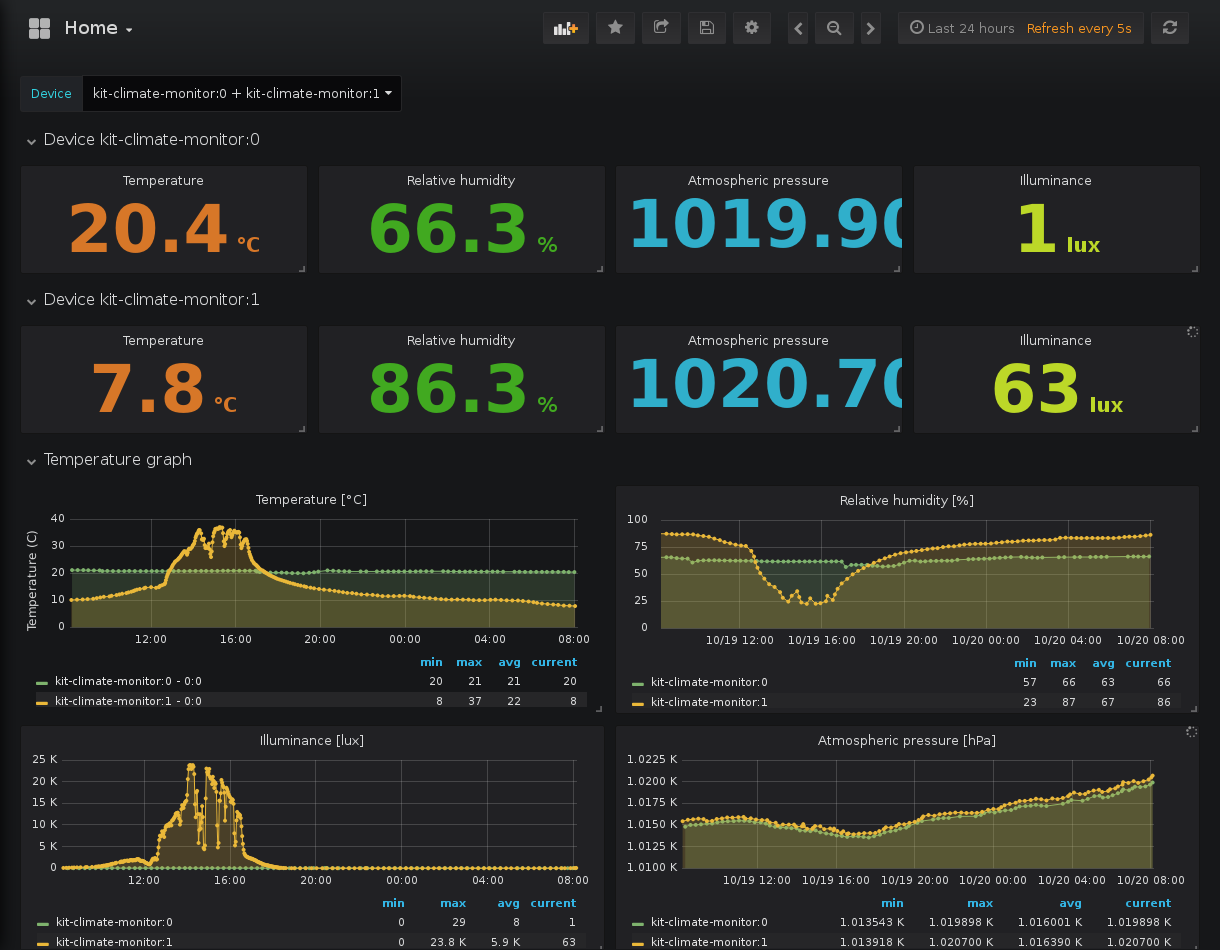 Home
Last 24 hours Refresh every 5s
Device kit-climate-monitor:0 + kit-climate-monitor:1
Device kit-climate-monitor:0
Temperature
20.4 °C
Relative humidity
66.3 %
Atmospheric pressure
1019.90
Illuminance
1 lux
Device kit-climate-monitor:1
Temperature
7.8 °C
Relative humidity
86.3 %
Atmospheric pressure
1020.70
Illuminance
63 lux
Temperature graph
Temperature [°C]
Temperature (C)
40
30
20
10
0
12:00 16:00 20:00 00:00 04:00 08:00
min max avg current
kit-climate-monitor:0 - 0:0 20 21 21 20
kit-climate-monitor:1 - 0:0 8 37 22 8
Relative humidity [%]
100
75
50
25
0
10/19 12:00 10/19 16:00 10/19 20:00 10/20 00:00 10/20 04:00 10/20 08:00
min max avg current
kit-climate-monitor:0 57 66 63 66
kit-climate-monitor:1 23 87 67 86
Illuminance [lux]
25 K
20 K
15 K
10 K
5 K
0
12:00 16:00 20:00 00:00 04:00 08:00
min max avg current
kit-climate-monitor:0 0 29 8 1
kit-climate-monitor:1 0 23.8 K 5.9 K 63
Atmospheric pressure [hPa]
1.0225 K
1.0200 K
1.0175 K
1.0150 K
1.0125 K
1.0100 K
10/19 12:00 10/19 16:00 10/19 20:00 10/20 00:00 10/20 04:00 10/20 08:00
min max avg current
kit-climate-monitor:0 1.013543 K 1.019898 K 1.016001 K 1.019898 K
kit-climate-monitor:1 1.013918 K 1.020700 K 1.016390 K 1.020700 K